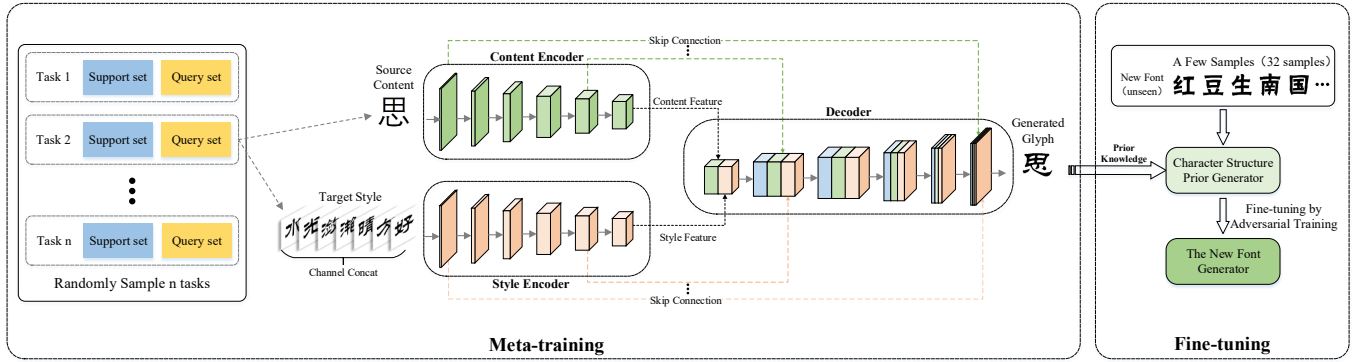 Task 1
Support set
Query set
Task 2
Support set
Query set
Task n
Support set
Query set
Randomly Sample n tasks
Source
Content
思
Target Style
水光潋滟晴方好
Channel Concat
Content Encoder
Style Encoder
Skip Connection
Content Feature
Style Feature
Skip Connection
Decoder
Generated
Glyph
思
Meta-training
Prior
Knowledge
A Few Samples（32 samples）
New Font
（unseen）
红豆生南国…
Character Structure
Prior Generator
Fine-tuning by
Adversarial Training
The New Font
Generator
Fine-tuning